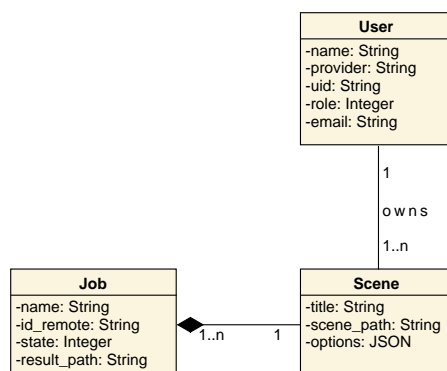 User
-name: String
-provider: String
-uid: String
-role: Integer
-email: String
1
owns
1..n
Job
-name: String
-id_remote: String
-state: Integer
-result_path: String
1..n
1
Scene
-title: String
-scene_path: String
-options: JSON